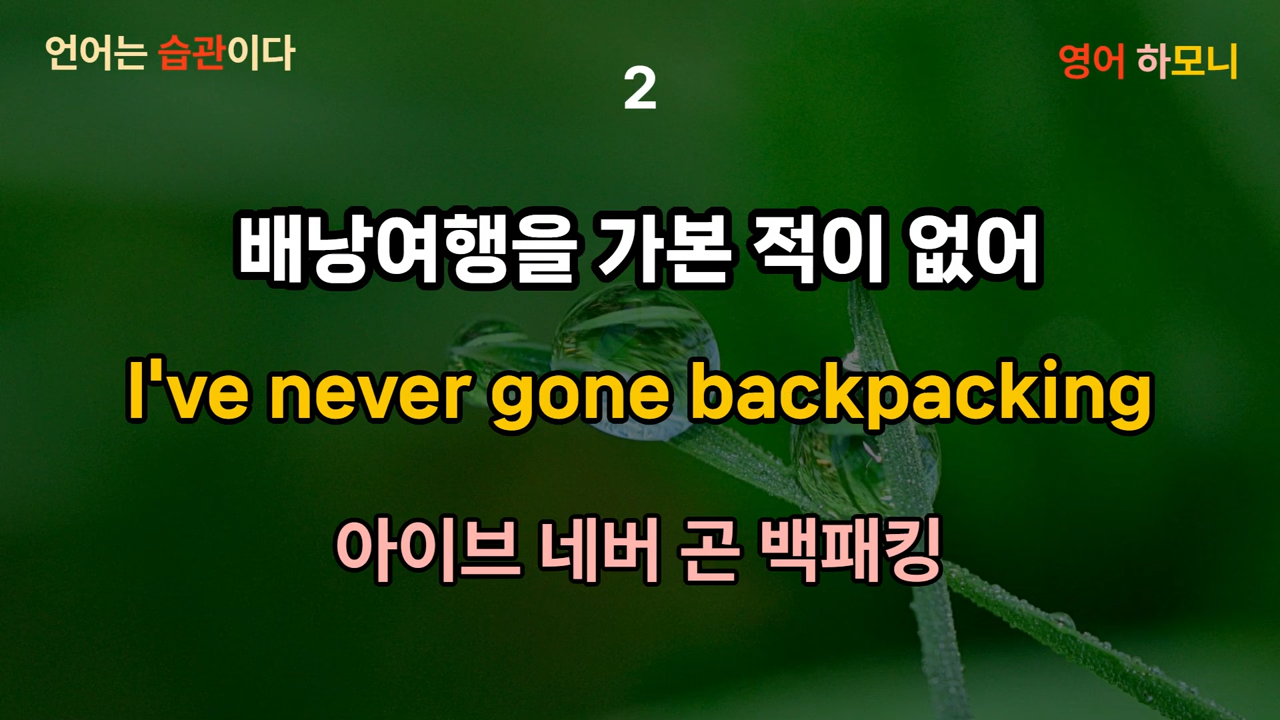 언어는 습관이다
영어 하모니
2
배낭여행을 가본 적이 없어
I've never gone backpacking
아이브 네버 곤 백패킹